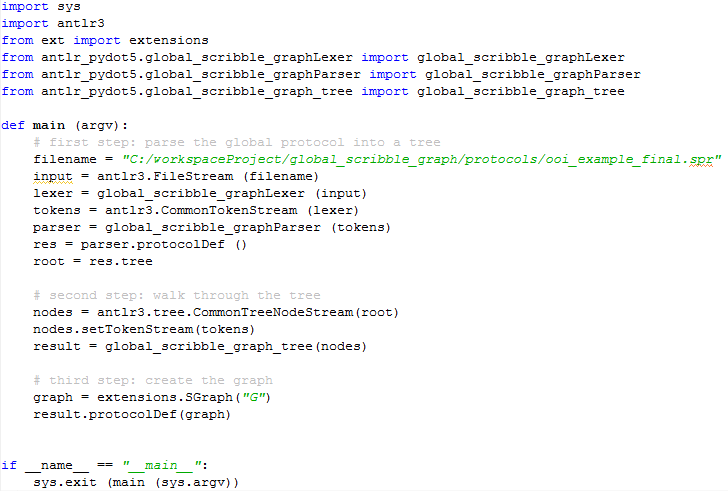 import sys
import antlr3
from ext import extensions
from antlr_pydot5.global_scribble_graphLexer import global_scribble_graphLexer
from antlr_pydot5.global_scribble_graphParser import global_scribble_graphParser
from antlr_pydot5.global_scribble_graph_tree import global_scribble_graph_tree

def main (argv):
    # first step: parse the global protocol into a tree
    filename = "C:/workspaceProject/global_scribble_graph/protocols/ooi_example_final.spr"
    input = antlr3.FileStream (filename)
    lexer = global_scribble_graphLexer (input)
    tokens = antlr3.CommonTokenStream (lexer)
    parser = global_scribble_graphParser (tokens)
    res = parser.protocolDef ()
    root = res.tree

    # second step: walk through the tree
    nodes = antlr3.tree.CommonTreeNodeStream(root)
    nodes.setTokenStream(tokens)
    result = global_scribble_graph_tree(nodes)

    # third step: create the graph
    graph = extensions.SGraph("G")
    result.protocolDef(graph)


if __name__ == "__main__":
    sys.exit (main (sys.argv))